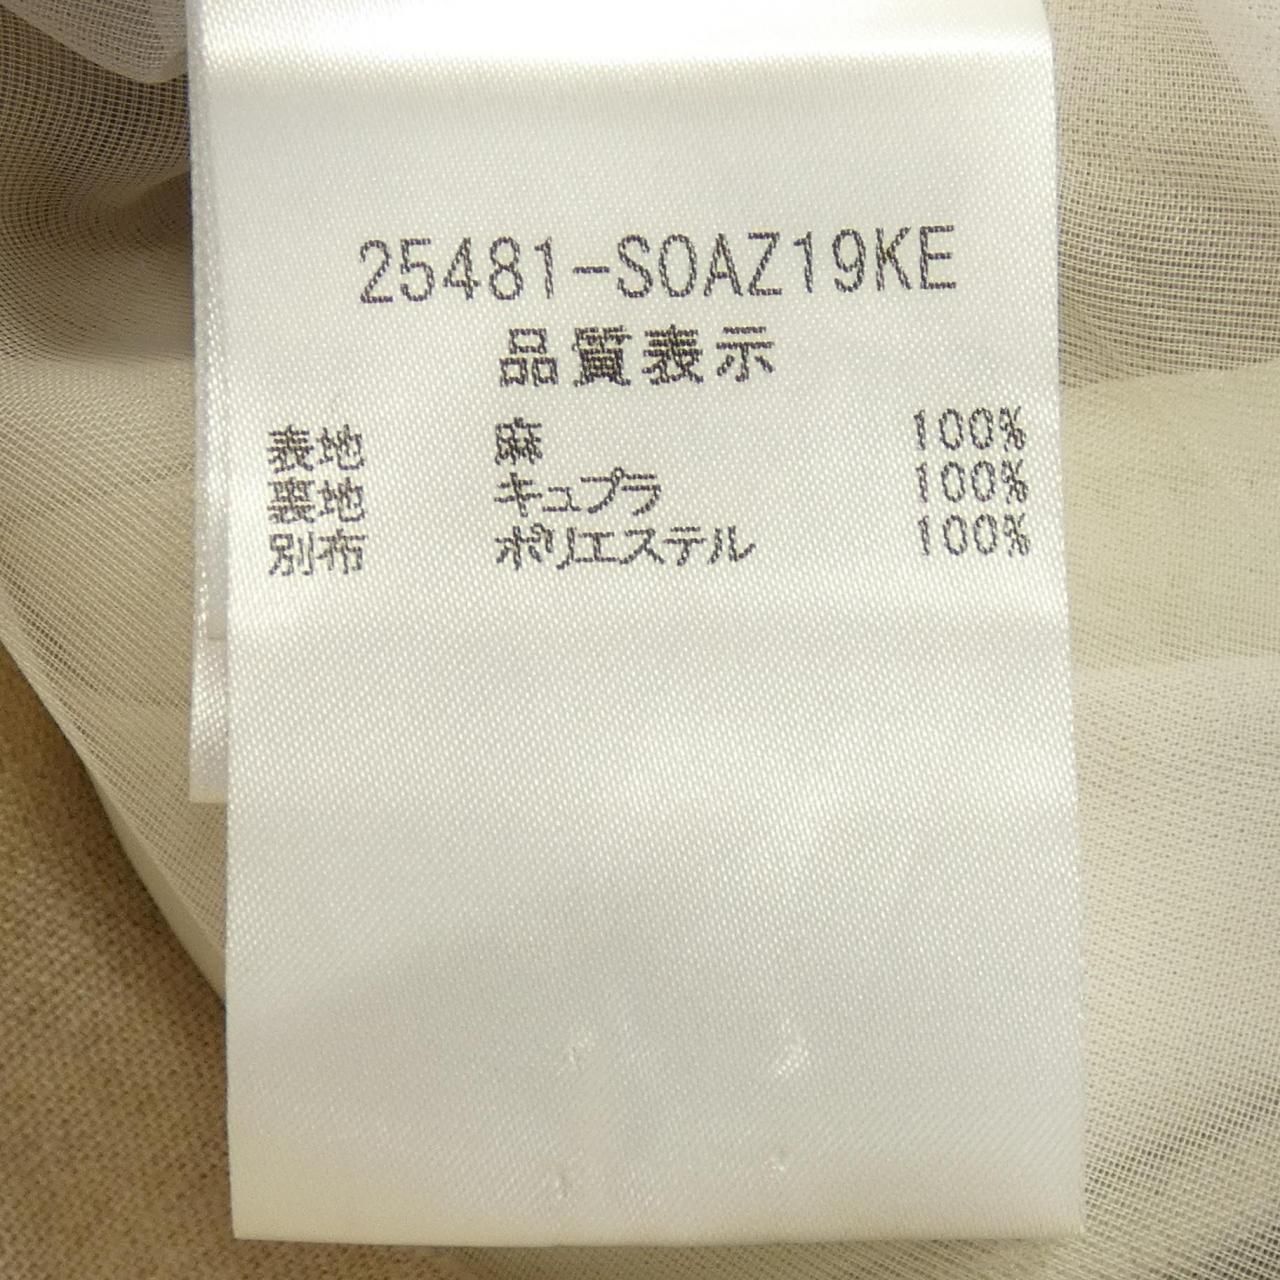 25481-SOAZ19KE
品質表示
表地 麻 100%
裏地 キュプラ 100%
別布 ポリエステル 100%